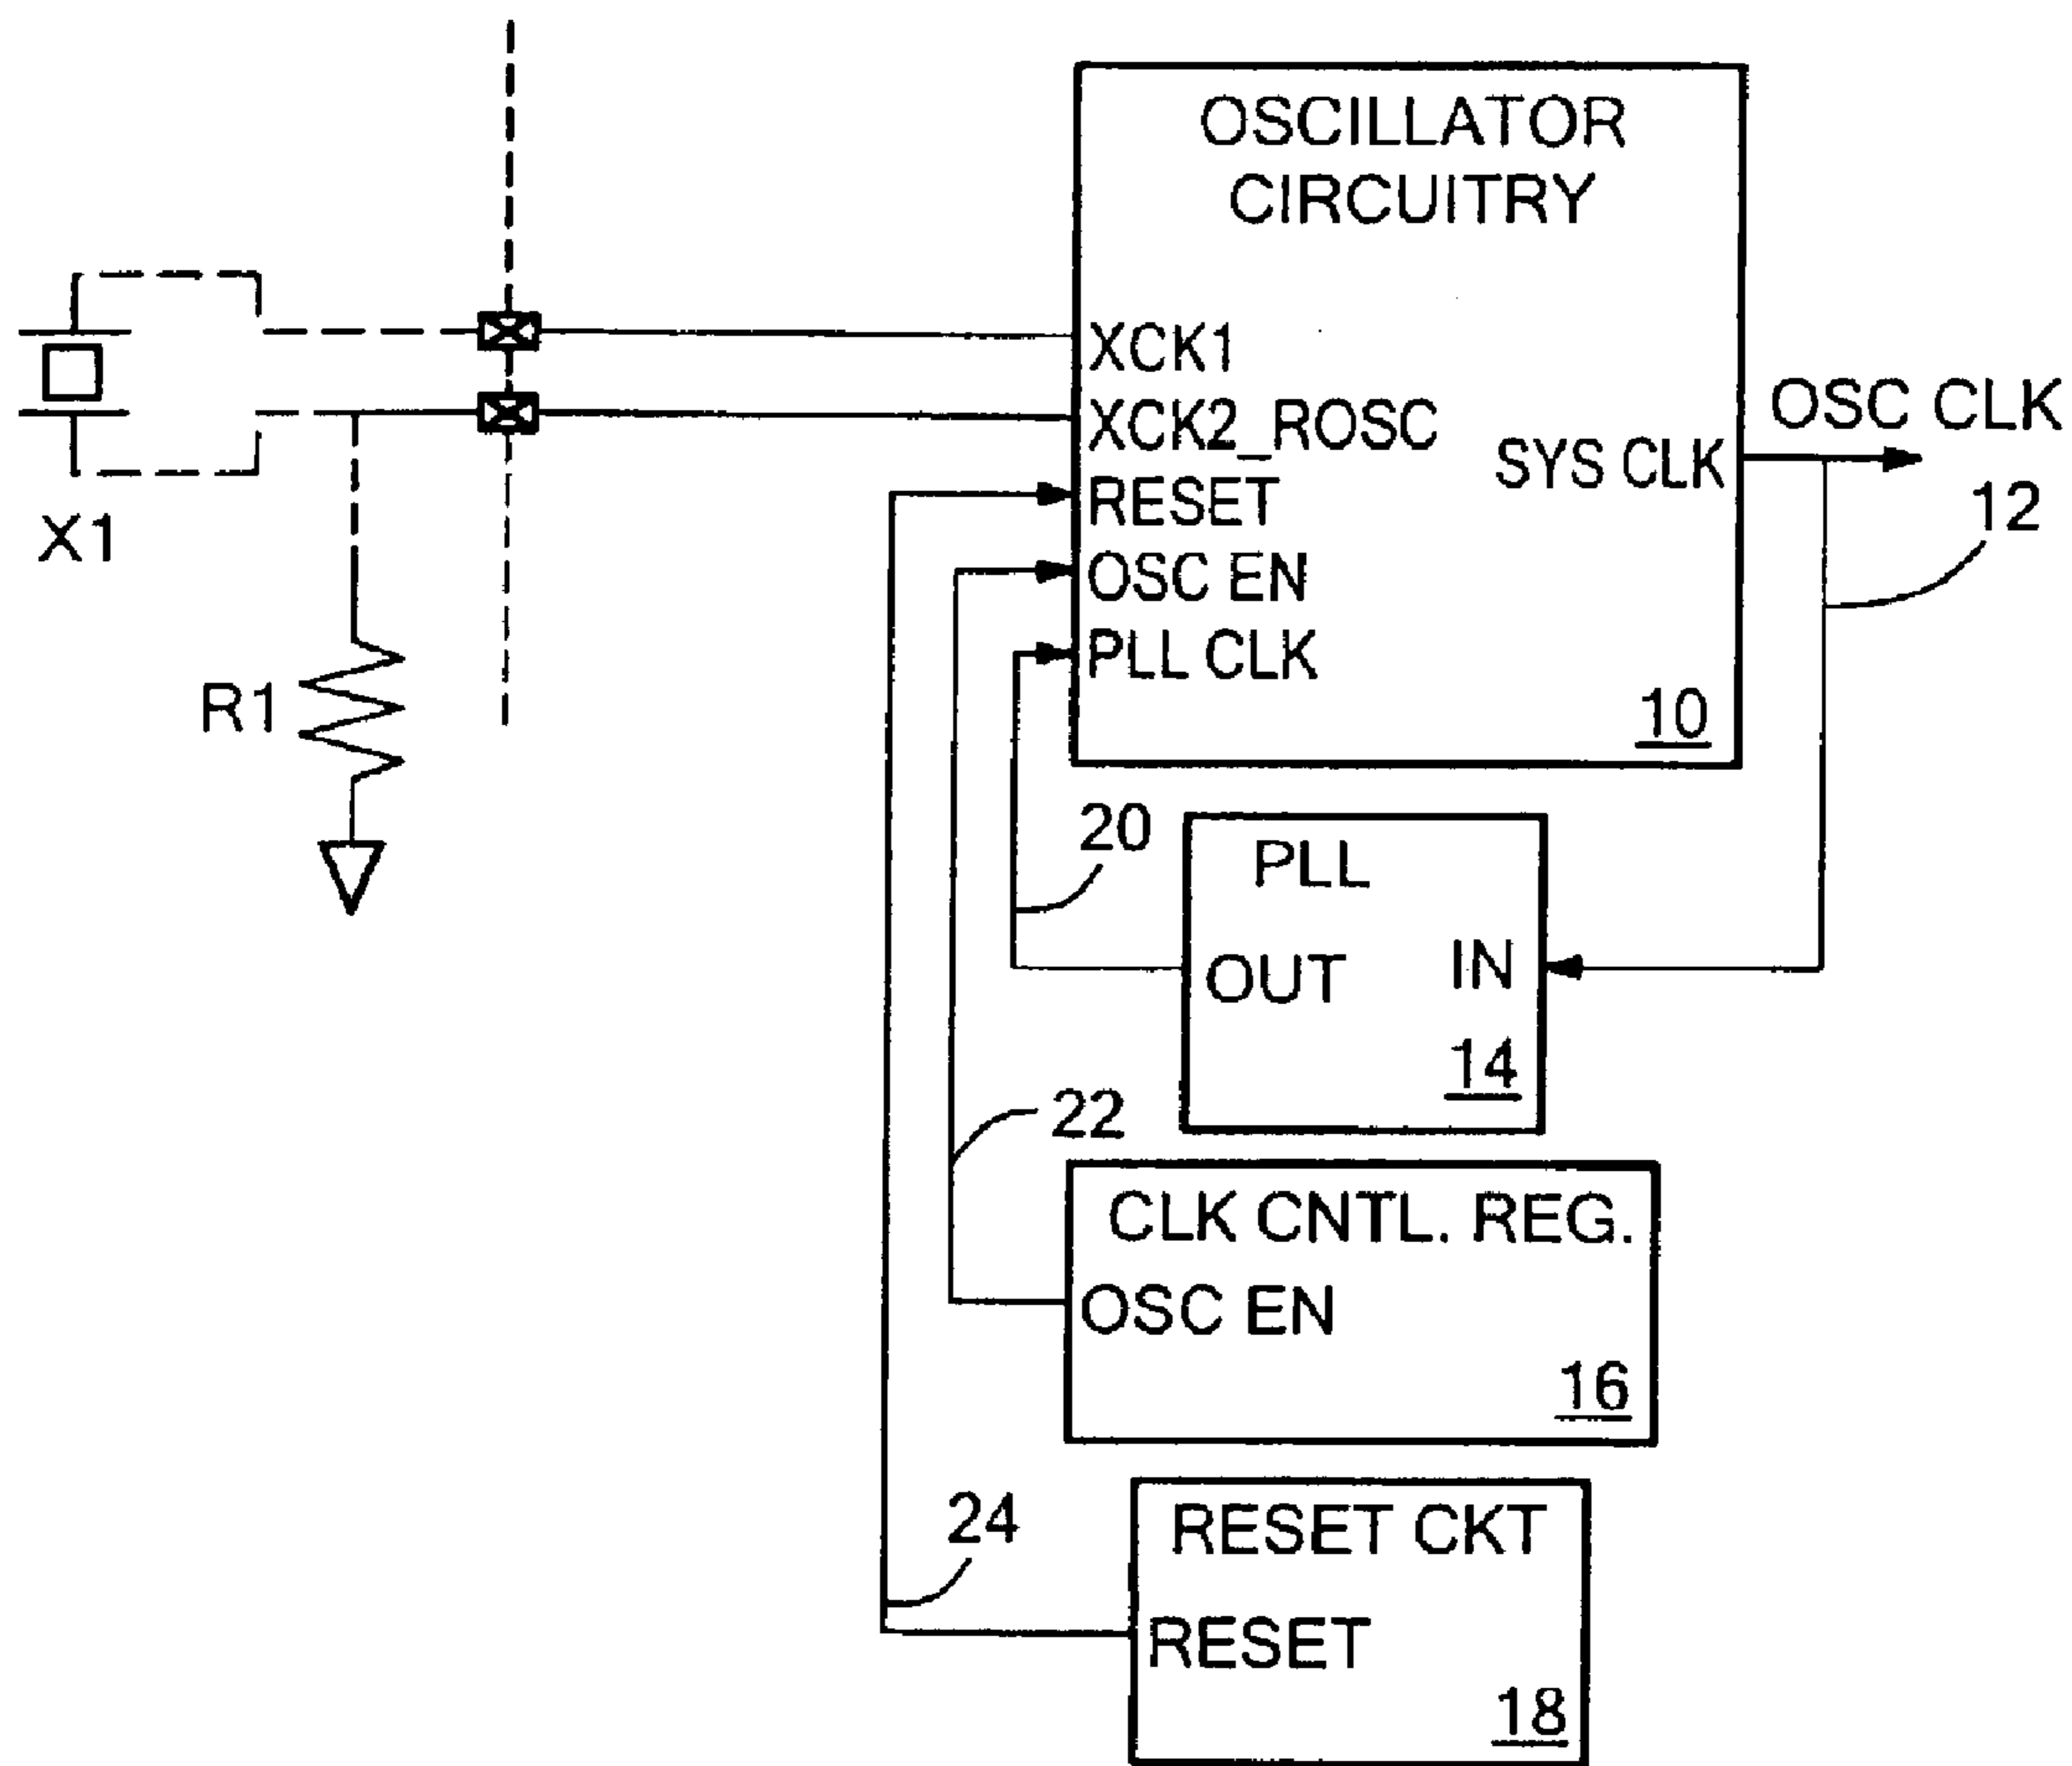 OSCILLATOR
CIRCUITRY
XCK1
XCK2_ROSC
SYS CLK
OSC CLK
RESET
12
X1
OSC EN
PLL CLK
R1
10
20
PLL
OUT
IN
14
22
CLK CNTL. REG.
OSC EN
16
24
RESET CKT
RESET
18